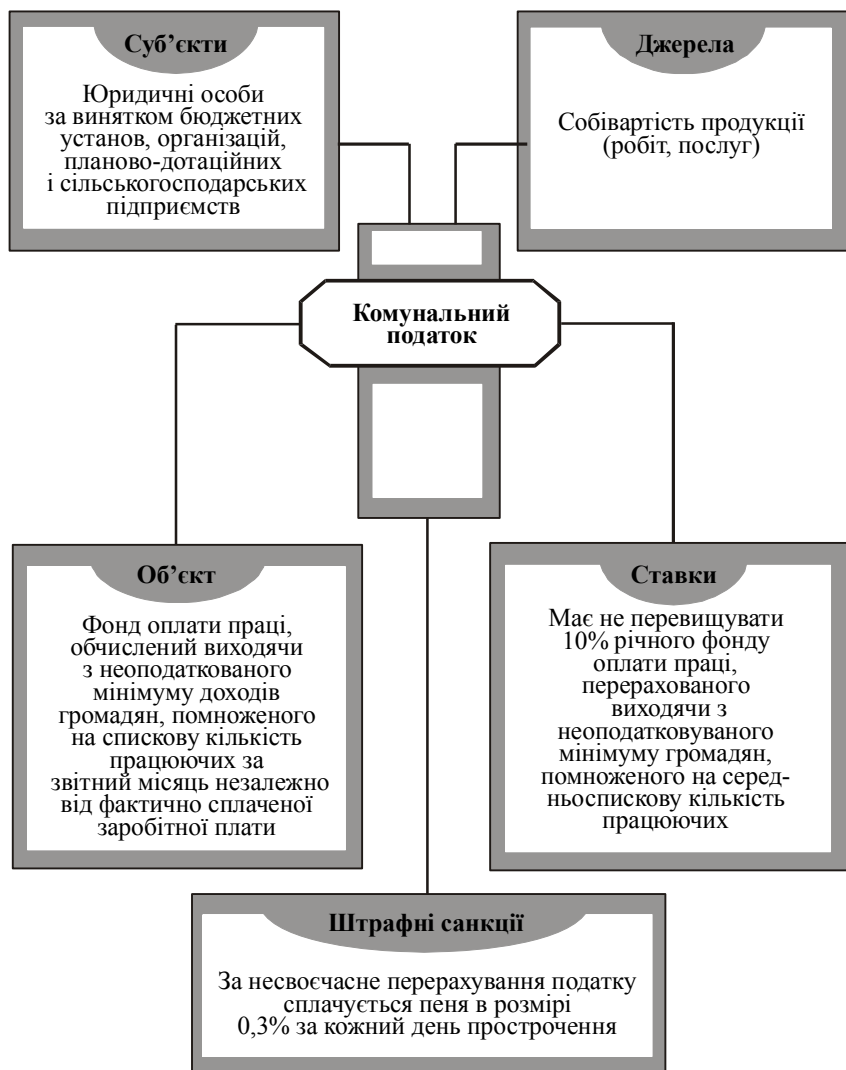 Суб’єкти
Юридичні особи
за винятком бюджетних
установ, організацій,
планово-дотаційних
і сільськогосподарських
підприємств
Джерела
Собівартість продукції
(робіт, послуг)
Комунальний
податок
Об’єкт
Фонд оплати праці,
обчислений виходячи
з неоподаткованого
мінімуму доходів
громадян, помноженого
на спискову кількість
працюючих за
звітний місяць незалежно
від фактично сплаченої
заробітної плати
Ставки
Має не перевищувати
10% річного фонду
оплати праці,
перерахованого
виходячи з
неоподатковуваного
мінімуму громадян,
помноженого на серед-
ньоспискову кількість
працюючих
Штрафні санкції
За несвоєчасне перерахування податку
сплачується пеня в розмірі
0,3% за кожний день прострочення